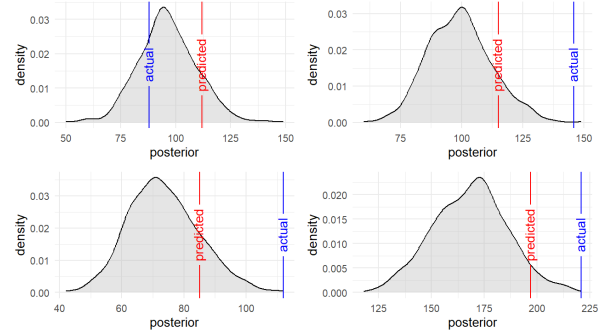 density
0.03
0.02
0.01
0.00
actual
predicted
50 75 100 125 150
posterior
density
0.03
0.02
0.01
0.00
predicted
actual
75 100 125 150
posterior
density
0.03
0.02
0.01
0.00
predicted
actual
40 60 80 100
posterior
density
0.020
0.015
0.010
0.005
0.000
predicted
actual
125 150 175 200 225
posterior